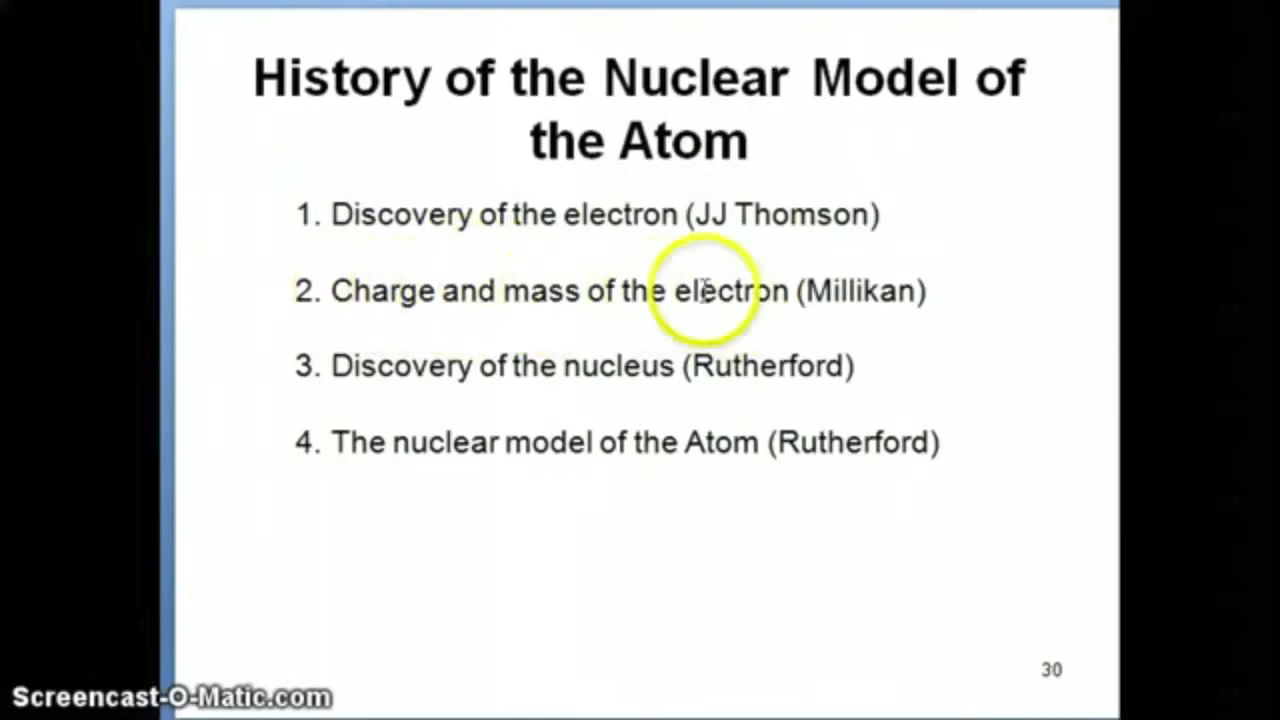 History of the Nuclear Model of
the Atom
1. Discovery of the electron (JJ Thomson)
2. Charge and mass of the electron (Millikan)
3. Discovery of the nucleus (Rutherford)
4. The nuclear model of the Atom (Rutherford)
30
Screencast-O-Matic.com